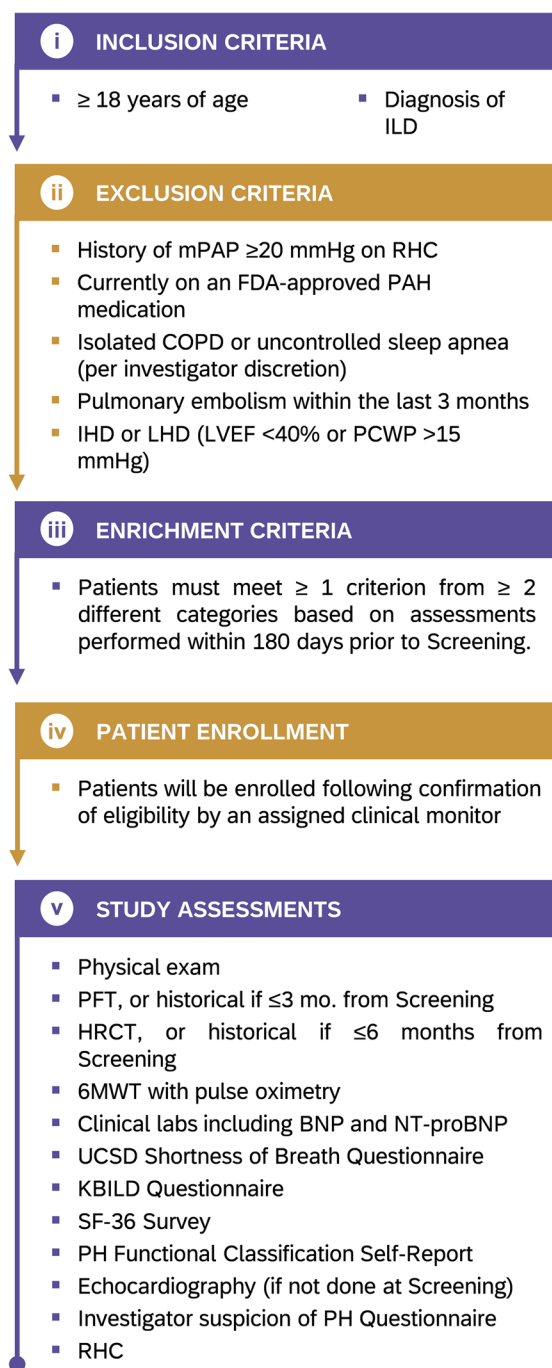 i INCLUSION CRITERIA
▪ ≥ 18 years of age
▪ Diagnosis of
ILD
ii EXCLUSION CRITERIA
▪ History of mPAP ≥20 mmHg on RHC
▪ Currently on an FDA-approved PAH
medication
▪ Isolated COPD or uncontrolled sleep apnea
(per investigator discretion)
▪ Pulmonary embolism within the last 3 months
▪ IHD or LHD (LVEF <40% or PCWP >15
mmHg)
iii ENRICHMENT CRITERIA
▪ Patients must meet ≥ 1 criterion from ≥ 2
different categories based on assessments
performed within 180 days prior to Screening.
iv PATIENT ENROLLMENT
▪ Patients will be enrolled following confirmation
of eligibility by an assigned clinical monitor
v STUDY ASSESSMENTS
▪ Physical exam
▪ PFT, or historical if ≤3 mo. from Screening
▪ HRCT, or historical if ≤6 months from
Screening
▪ 6MWT with pulse oximetry
▪ Clinical labs including BNP and NT-proBNP
▪ UCSD Shortness of Breath Questionnaire
▪ KBILD Questionnaire
▪ SF-36 Survey
▪ PH Functional Classification Self-Report
▪ Echocardiography (if not done at Screening)
▪ Investigator suspicion of PH Questionnaire
▪ RHC